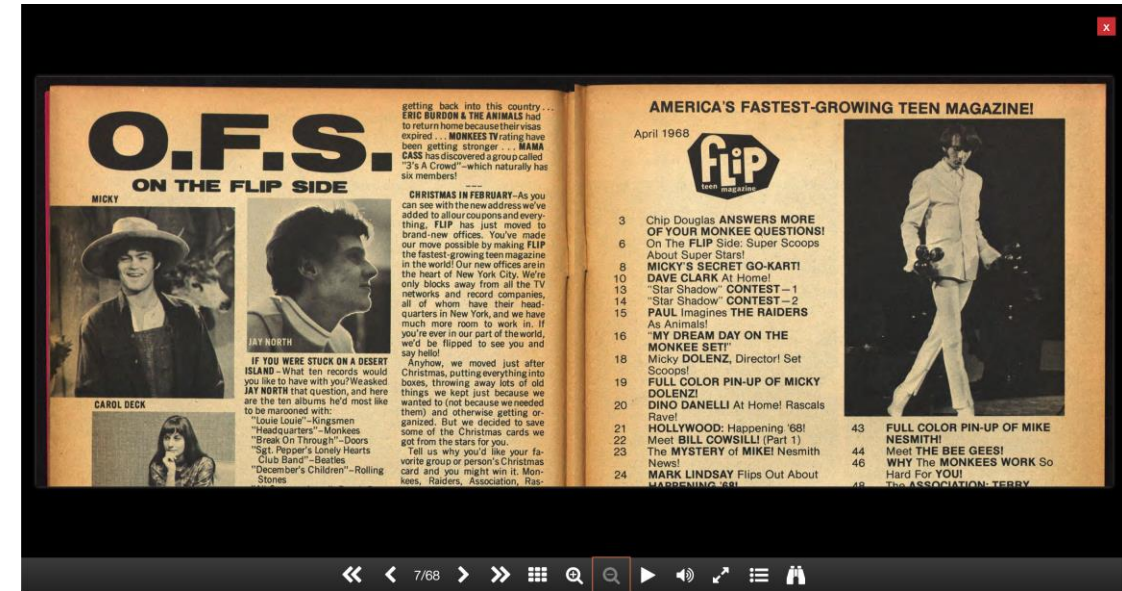 x
O.F.S.
ON THE FLIP SIDE
MICKY
JAY NORTH
IF YOU WERE STUCK ON A DESERT
ISLAND–What ten records would
you like to have with you? We asked
JAY NORTH that question, and here
are the ten albums he'd most like
to be marooned with:
"Louie Louie"–Kingsmen
"Headquarters"–Monkees
"Break On Through"–Doors
"Sgt. Pepper's Lonely Hearts
Club Band"–Beatles
"December's Children"–Rolling
Stones
CAROL DECK
getting back into this country...
ERIC BURDON & THE ANIMALS had
to return home because their visas
expired... MONKEES TV rating have
been getting stronger... MAMA
CASS has discovered a group called
"3's A Crowd"–which naturally has
six members!
CHRISTMAS IN FEBRUARY–As you
can see with the new address we've
added to all our coupons and every-
thing, FLIP has just moved to
brand-new offices. You've made
our move possible by making FLIP
the fastest-growing teen magazine
in the world! Our new offices are in
the heart of New York City. We're
only blocks away from all the TV
networks and record companies,
all of whom have their head-
quarters in New York, and we have
much more room to work in. If
you're ever in our part of the world,
we'd be flipped to see you and
say hello!
Anyhow, we moved just after
Christmas, putting everything into
boxes, throwing away lots of old
things we kept just because we
wanted to (not because we needed
them) and otherwise getting or-
ganized. But we decided to save
some of the Christmas cards we
got from the stars for you.
Tell us why you'd like your fa-
vorite group or person's Christmas
card and you might win it. Mon-
kees, Raiders, Association, Ras-
AMERICA'S FASTEST-GROWING TEEN MAGAZINE!
April 1968
FLiP
teen magazine
3 Chip Douglas ANSWERS MORE
OF YOUR MONKEE QUESTIONS!
6 On The FLIP Side: Super Scoops
About Super Stars!
8 MICKY'S SECRET GO-KART!
10 DAVE CLARK At Home!
13 "Star Shadow" CONTEST–1
14 "Star Shadow" CONTEST–2
15 PAUL Imagines THE RAIDERS
As Animals!
16 "MY DREAM DAY ON THE
MONKEE SET!"
18 Micky DOLENZ, Director! Set
Scoops!
19 FULL COLOR PIN-UP OF MICKY
DOLENZ!
20 DINO DANELLI At Home! Rascals
Rave!
21 HOLLYWOOD: Happening '68!
22 Meet BILL COWSILL! (Part 1)
23 The MYSTERY of MIKE! Nesmith
News!
24 MARK LINDSAY Flips Out About
HAPPENING '68!
43 FULL COLOR PIN-UP OF MIKE
NESMITH!
44 Meet THE BEE GEES!
46 WHY The MONKEES WORK So
Hard For YOU!
48 The ASSOCIATION: TERRY
7/68